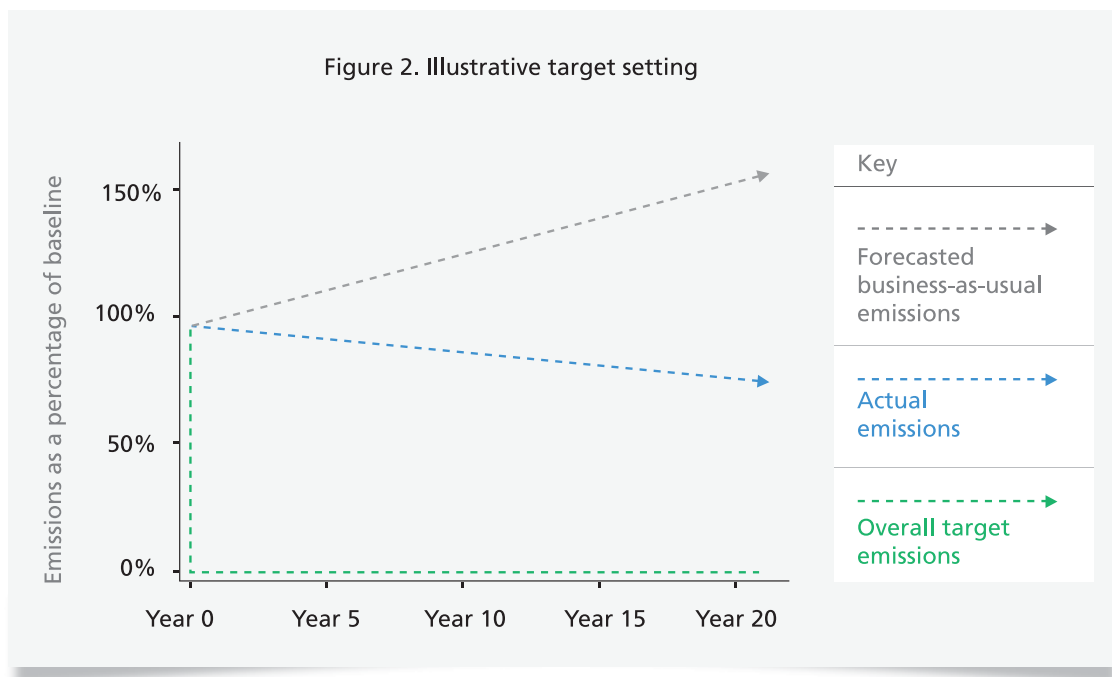 Figure 2. Illustrative target setting
Emissions as a percentage of baseline
150%
100%
50%
0%
Year 0
Year 5
Year 10
Year 15
Year 20
Key
Forecasted
business-as-usual
emissions
Actual
emissions
Overall target
emissions